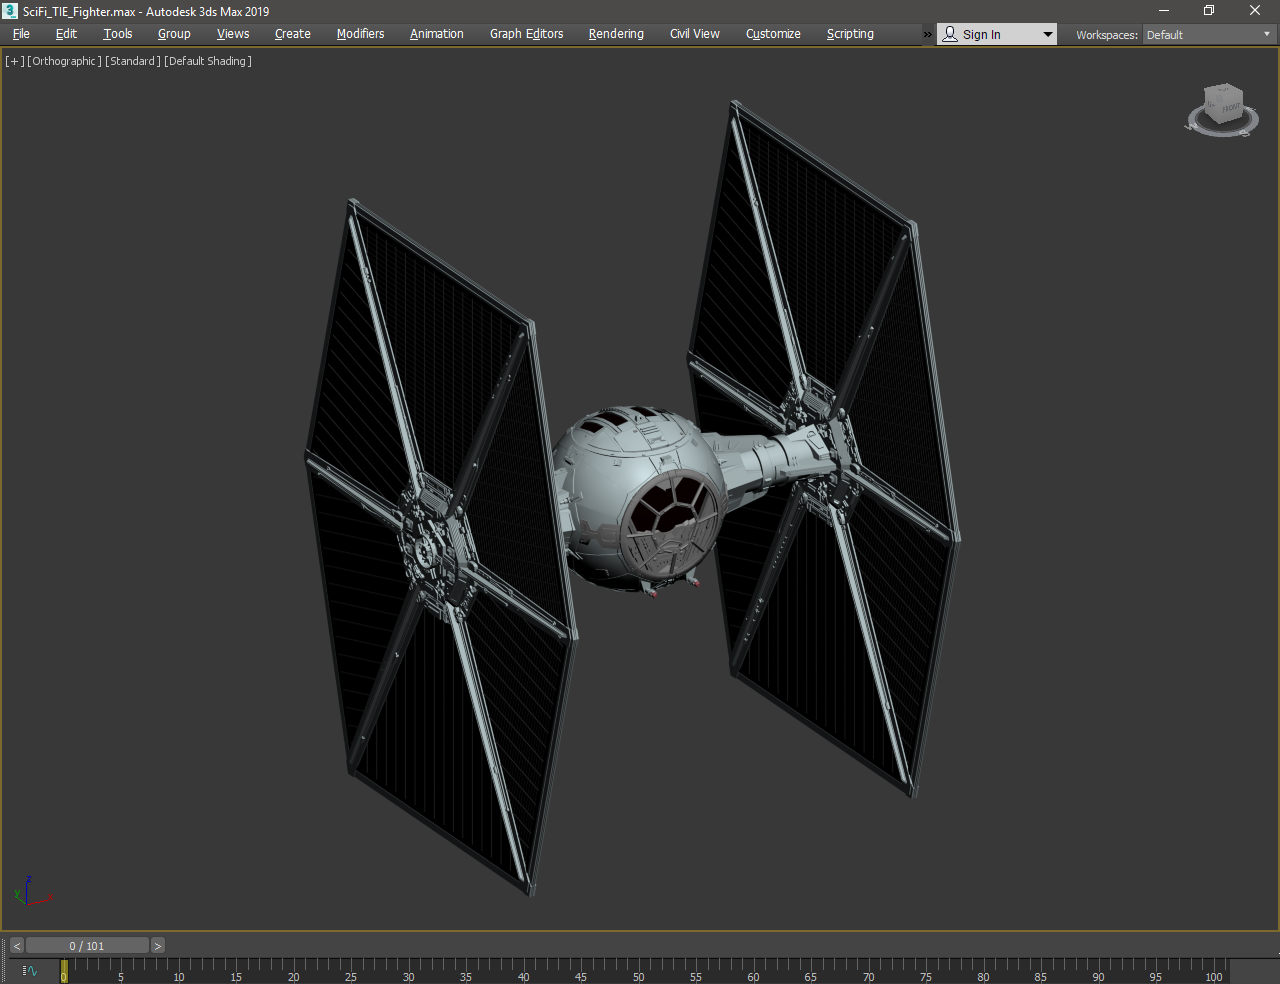 SciFi_TIE_Fighter.max - Autodesk 3ds Max 2019
File Edit Tools Group Views Create Modifiers Animation Graph Editors Rendering Civil View Customize Scripting » Sign In Workspaces: Default
[+] [Orthographic] [Standard] [Default Shading]
FRONT
z
y
< 0 / 101 >
0 5 10 15 20 25 30 35 40 45 50 55 60 65 70 75 80 85 90 95 100